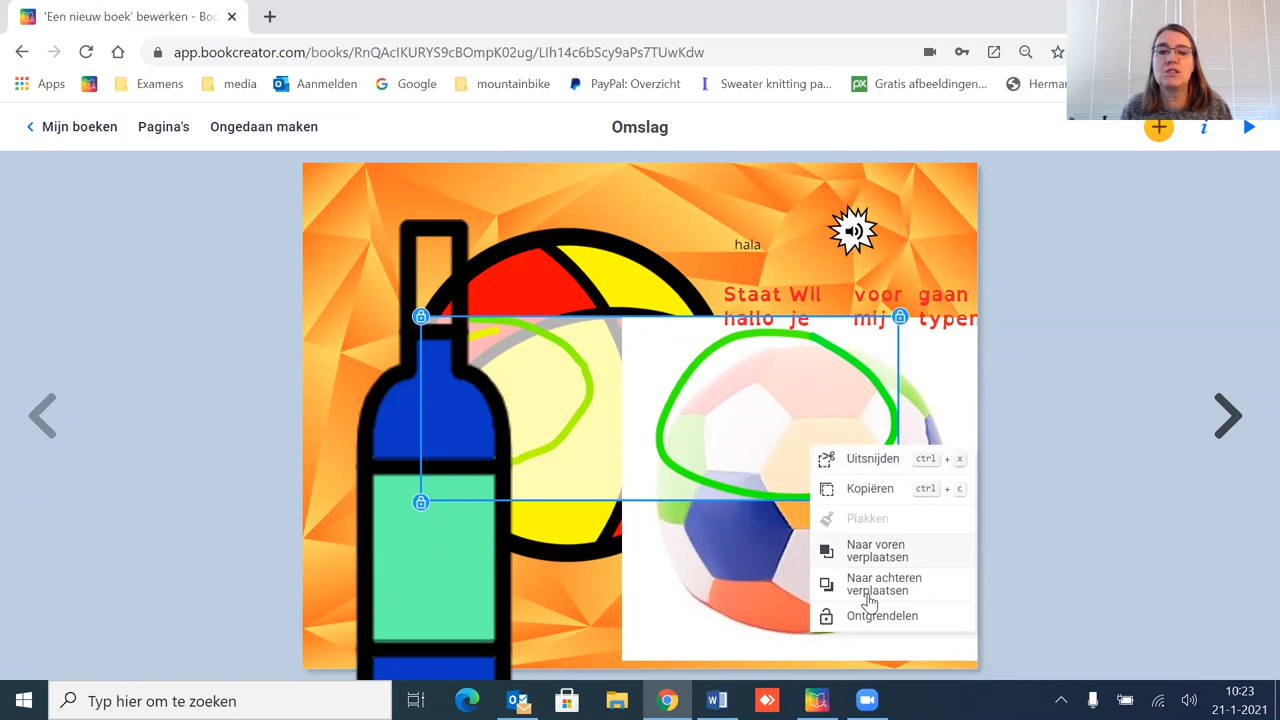 'Een nieuw boek' bewerken - Boo
app.bookcreator.com/books/RnQAcIKURYS9cBOmpK02ug/LIh14c6bScy9aPs7TUwKdw
Apps Examens media Aanmelden Google mountainbike PayPal: Overzicht Sweater knitting pa... Gratis afbeeldingen... Herman
Mijn boeken Pagina's Ongedaan maken Omslag
hala
Staat Wil voor gaan
hallo je mij typen
Uitsnijden ctrl + x
Kopiëren ctrl + c
Plakken
Naar voren
verplaatsen
Naar achteren
verplaatsen
Ontgrendelen
Typ hier om te zoeken
10:23
21-1-2021